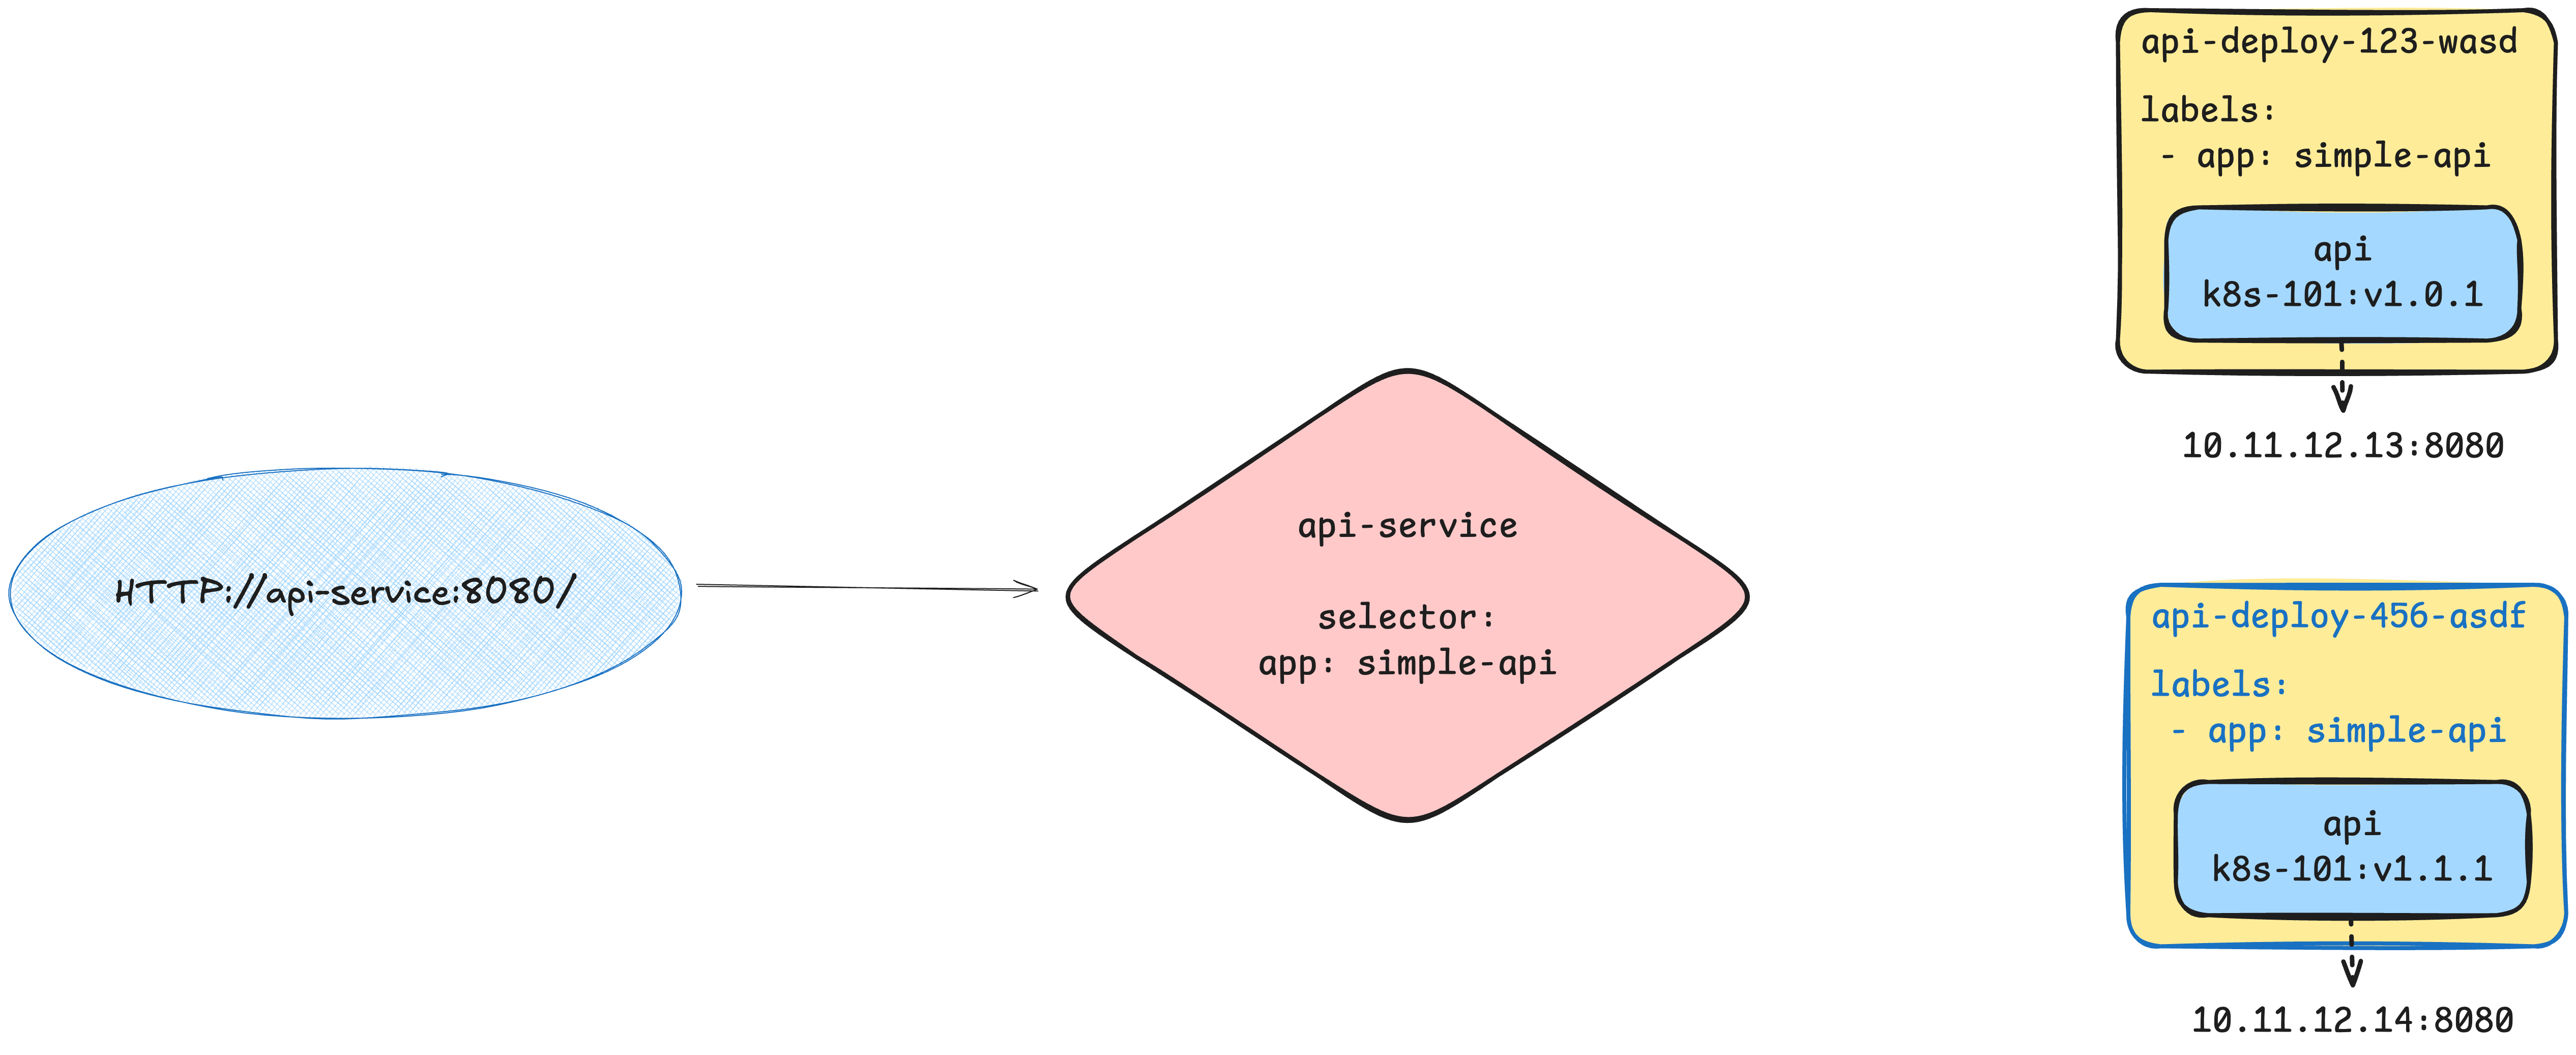 HTTP://api-service:8080/
api-service
selector:
app: simple-api
api-deploy-123-wasd
labels:
- app: simple-api
api
k8s-101:v1.0.1
10.11.12.13:8080
api-deploy-456-asdf
labels:
- app: simple-api
api
k8s-101:v1.1.1
10.11.12.14:8080